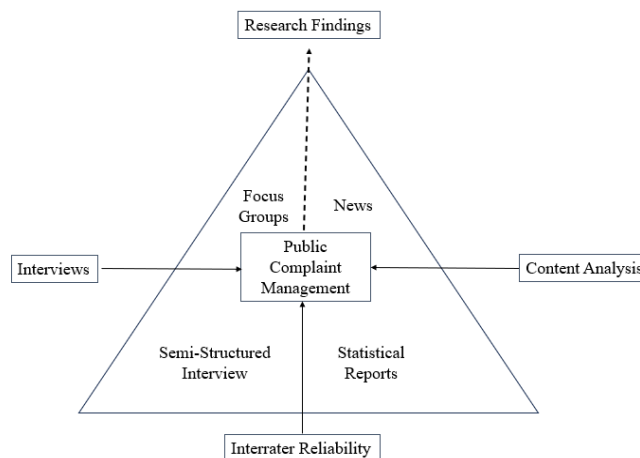 Research Findings
Focus
Groups
News
Public
Complaint
Management
Interviews
Content Analysis
Semi-Structured
Interview
Statistical
Reports
Interrater Reliability